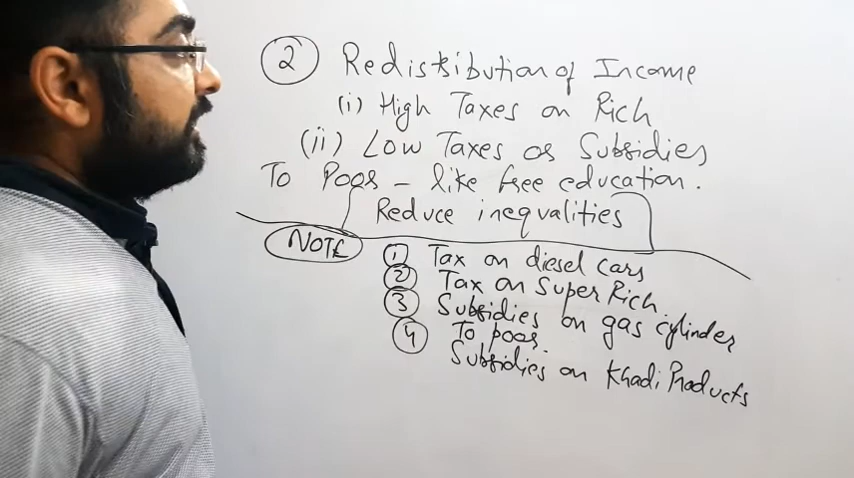 2 Redistribution of Income
(i) High Taxes on Rich
(ii) Low Taxes or Subsidies
To Poor - like free education.
Reduce inequalities
NOTE
1 Tax on diesel cars
2 Tax on Super Rich.
3 Subsidies on gas cylinder
4 To poor.
Subsidies on Khadi Products